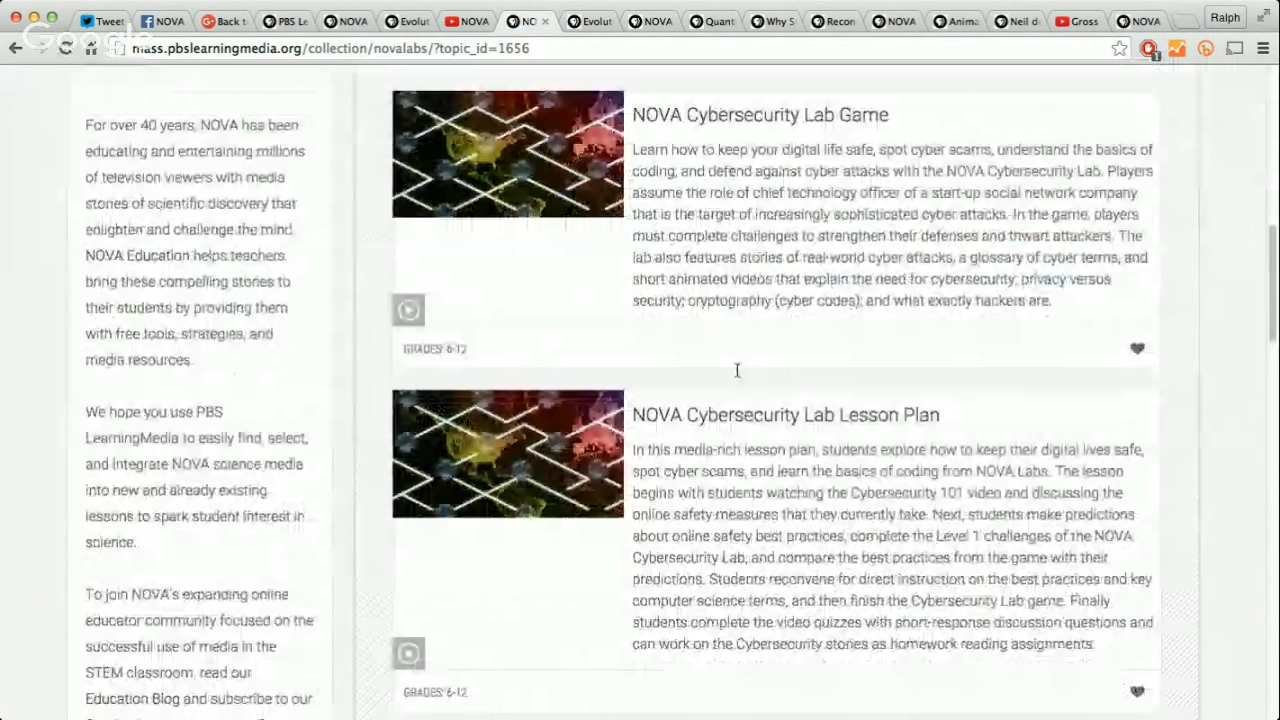 Tweet
NOVA
Back t
PBS Le
NOVA
Evolut
NOVA
NO
Evolut
NOVA
Quan
Why S
Recon
NOVA
Anima
Neil d
Gross
NOVA
Ralph
Google
mass.pbslearningmedia.org/collection/novalabs/?topic_id=1656
1
For over 40 years, NOVA has been
educating and entertaining millions
of television viewers with media
stories of scientific discovery that
enlighten and challenge the mind.
NOVA Education helps teachers
bring these compelling stories to
their students by providing them
with free tools, strategies, and
media resources.
We hope you use PBS
LearningMedia to easily find, select,
and integrate NOVA science media
into new and already existing
lessons to spark student interest in
science.
To join NOVA's expanding online
educator community focused on the
successful use of media in the
STEM classroom, read our
Education Blog and subscribe to our
NOVA Cybersecurity Lab Game
Learn how to keep your digital life safe, spot cyber scams, understand the basics of
coding, and defend against cyber attacks with the NOVA Cybersecurity Lab. Players
assume the role of chief technology officer of a start-up social network company
that is the target of increasingly sophisticated cyber attacks. In the game, players
must complete challenges to strengthen their defenses and thwart attackers. The
lab also features stories of real-world cyber attacks, a glossary of cyber terms, and
short animated videos that explain the need for cybersecurity; privacy versus
security; cryptography (cyber codes); and what exactly hackers are.
GRADES: 6-12
NOVA Cybersecurity Lab Lesson Plan
In this media-rich lesson plan, students explore how to keep their digital lives safe,
spot cyber scams, and learn the basics of coding from NOVA Labs. The lesson
begins with students watching the Cybersecurity 101 video and discussing the
online safety measures that they currently take. Next, students make predictions
about online safety best practices, complete the Level 1 challenges of the NOVA
Cybersecurity Lab, and compare the best practices from the game with their
predictions. Students reconvene for direct instruction on the best practices and key
computer science terms, and then finish the Cybersecurity Lab game. Finally
students complete the video quizzes with short-response discussion questions and
can work on the Cybersecurity stories as homework reading assignments.
GRADES: 6-12